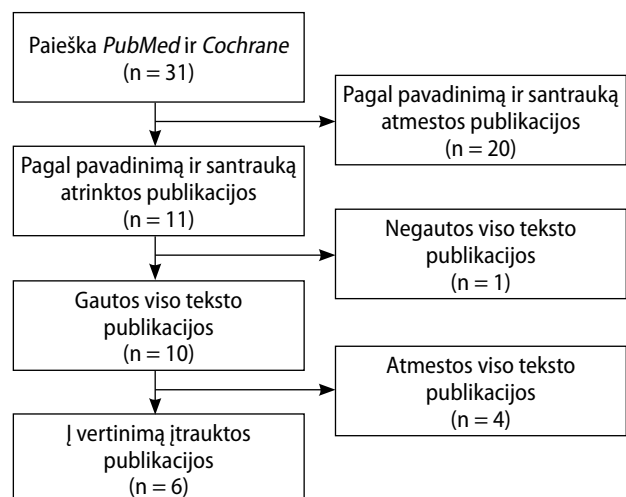 Paieška PubMed ir Cochrane
(n = 31)
Pagal pavadinimą ir santrauką
atmestos publikacijos
(n = 20)
Pagal pavadinimą ir santrauką
atrinktos publikacijos
(n = 11)
Negautos viso teksto
publikacijos
(n = 1)
Gautos viso teksto
publikacijos
(n = 10)
Atmestos viso teksto
publikacijos
(n = 4)
Į vertinimą įtrauktos
publikacijos
(n = 6)